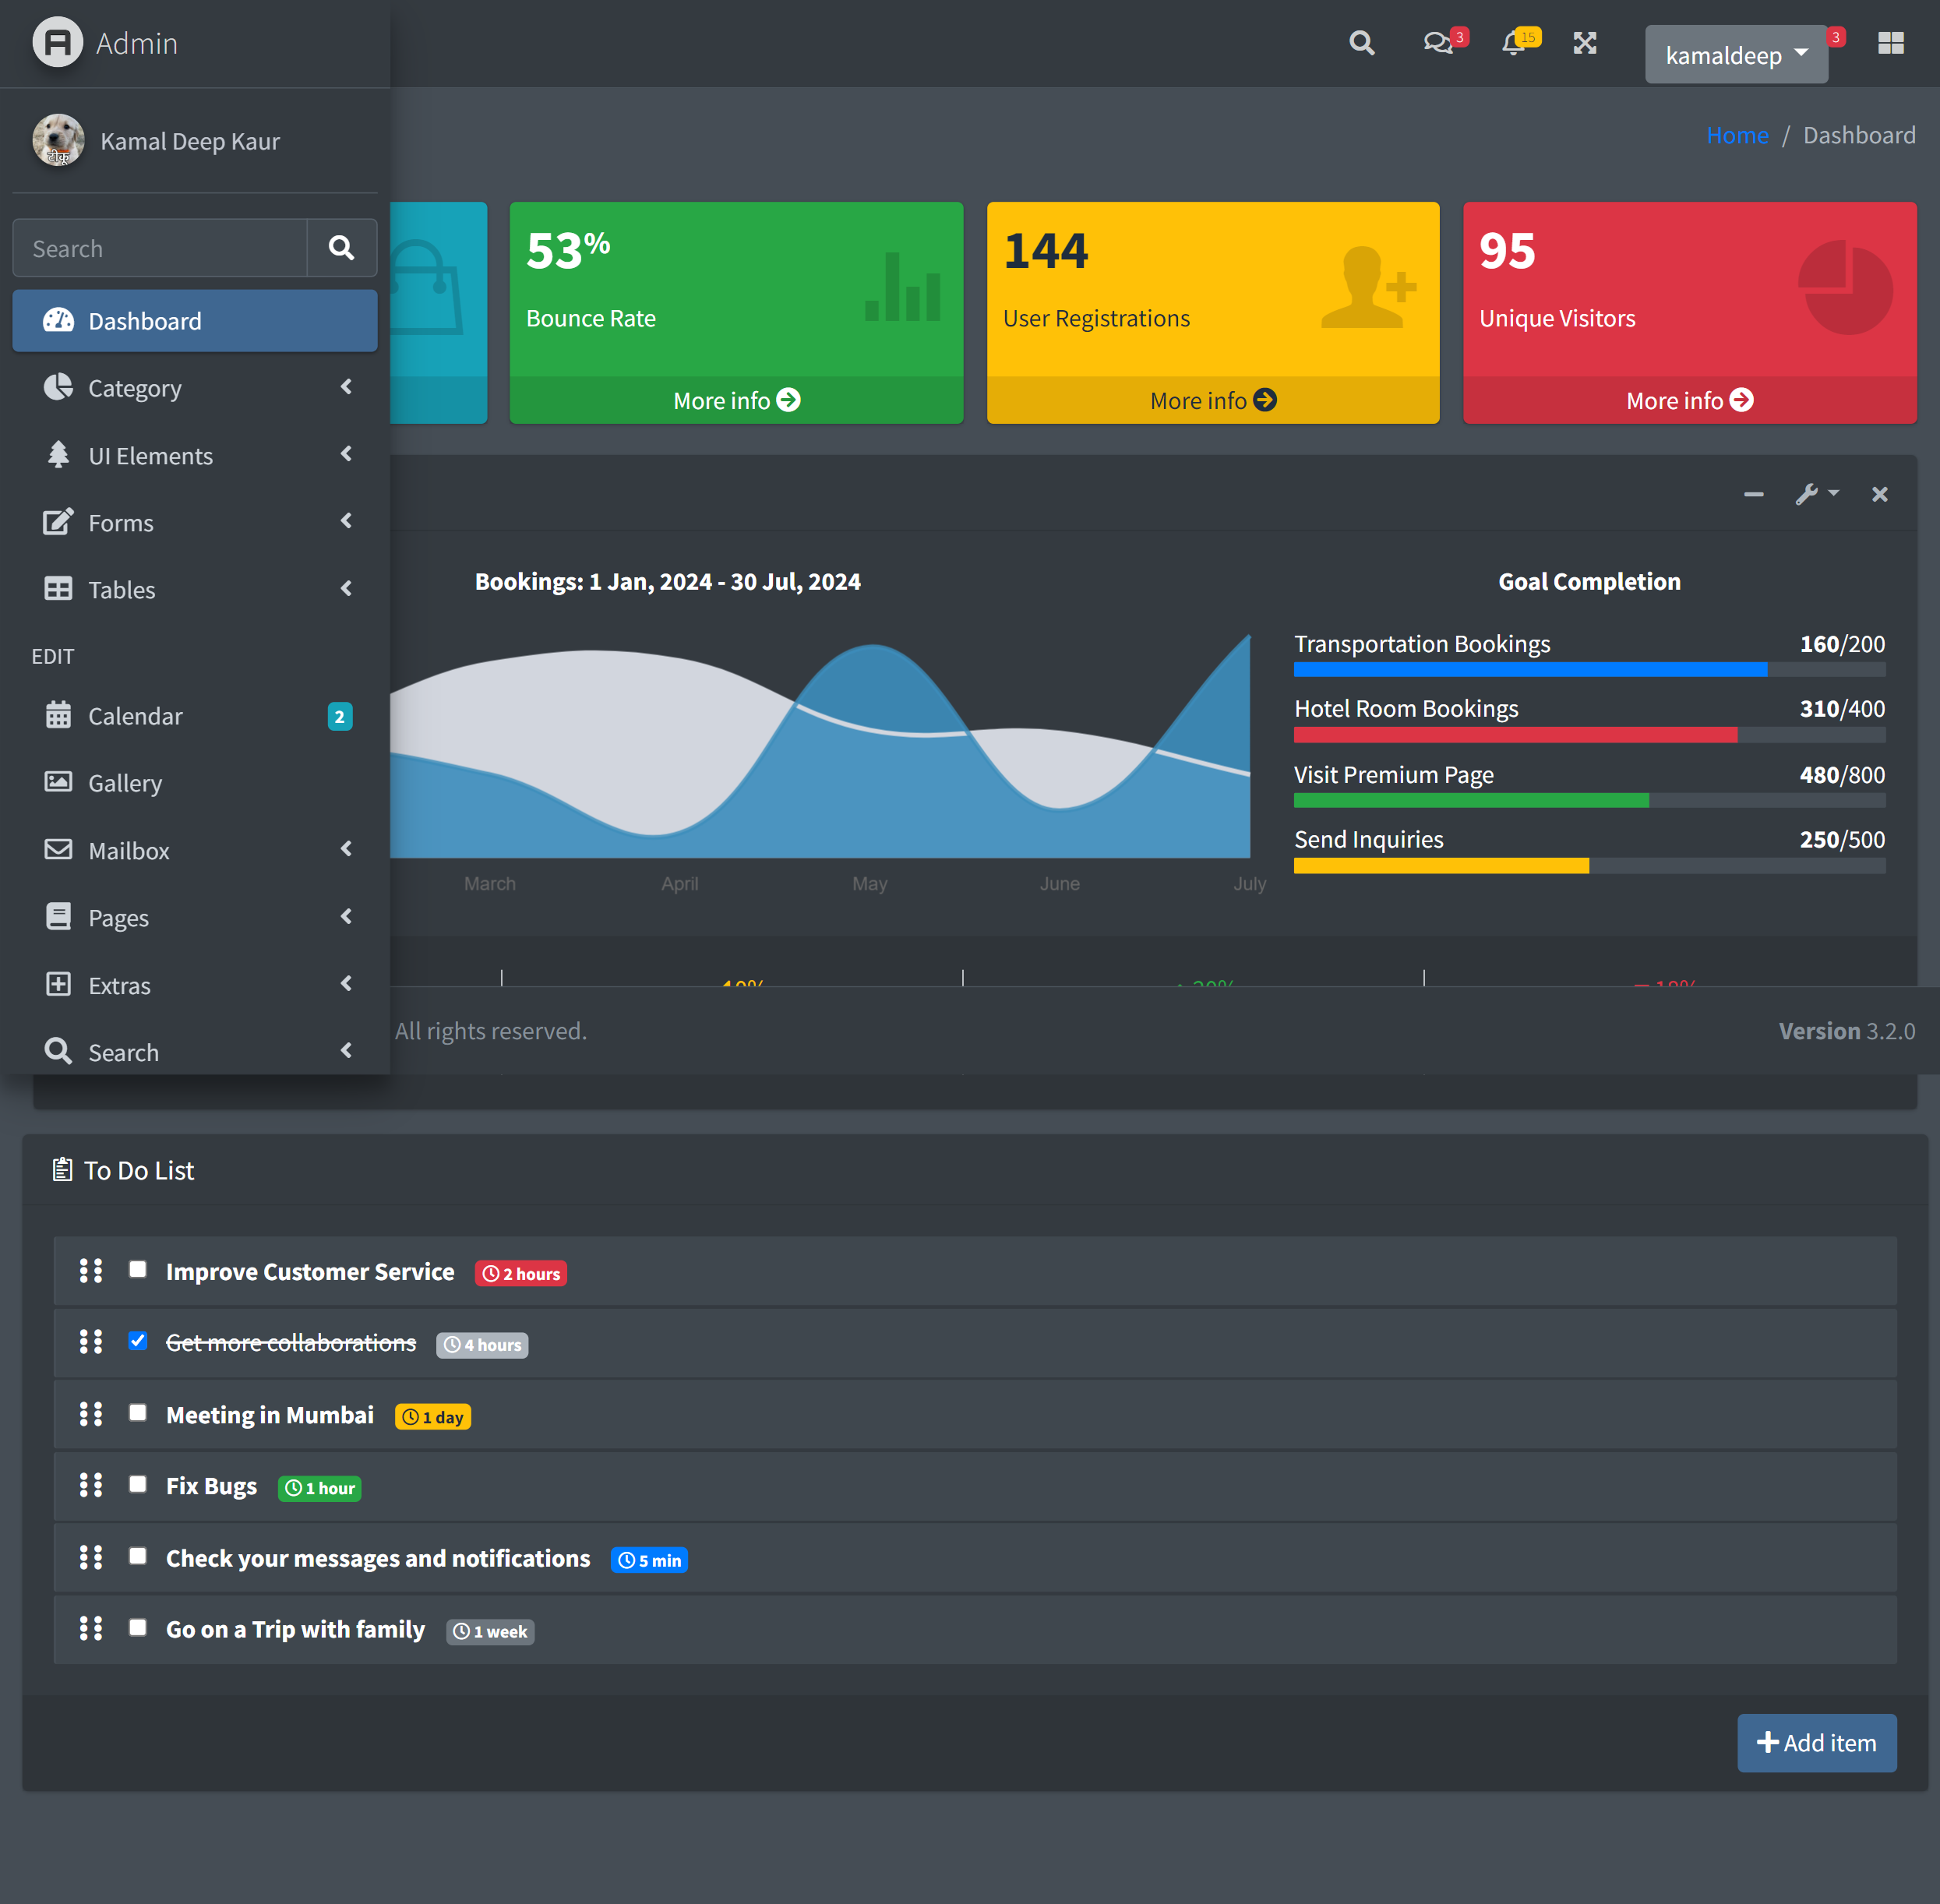 Admin
3
15
kamaldeep
3
Kamal Deep Kaur
टीकू
Home / Dashboard
Search
Dashboard
Category
UI Elements
Forms
Tables
EDIT
Calendar 2
Gallery
Mailbox
Pages
Extras
Search
53%
Bounce Rate
More info
144
User Registrations
More info
95
Unique Visitors
More info
Bookings: 1 Jan, 2024 - 30 Jul, 2024
March April May June July
Goal Completion
Transportation Bookings 160/200
Hotel Room Bookings 310/400
Visit Premium Page 480/800
Send Inquiries 250/500
10% 20% 18%
All rights reserved.
Version 3.2.0
To Do List
Improve Customer Service 2 hours
Get more collaborations 4 hours
Meeting in Mumbai 1 day
Fix Bugs 1 hour
Check your messages and notifications 5 min
Go on a Trip with family 1 week
Add item